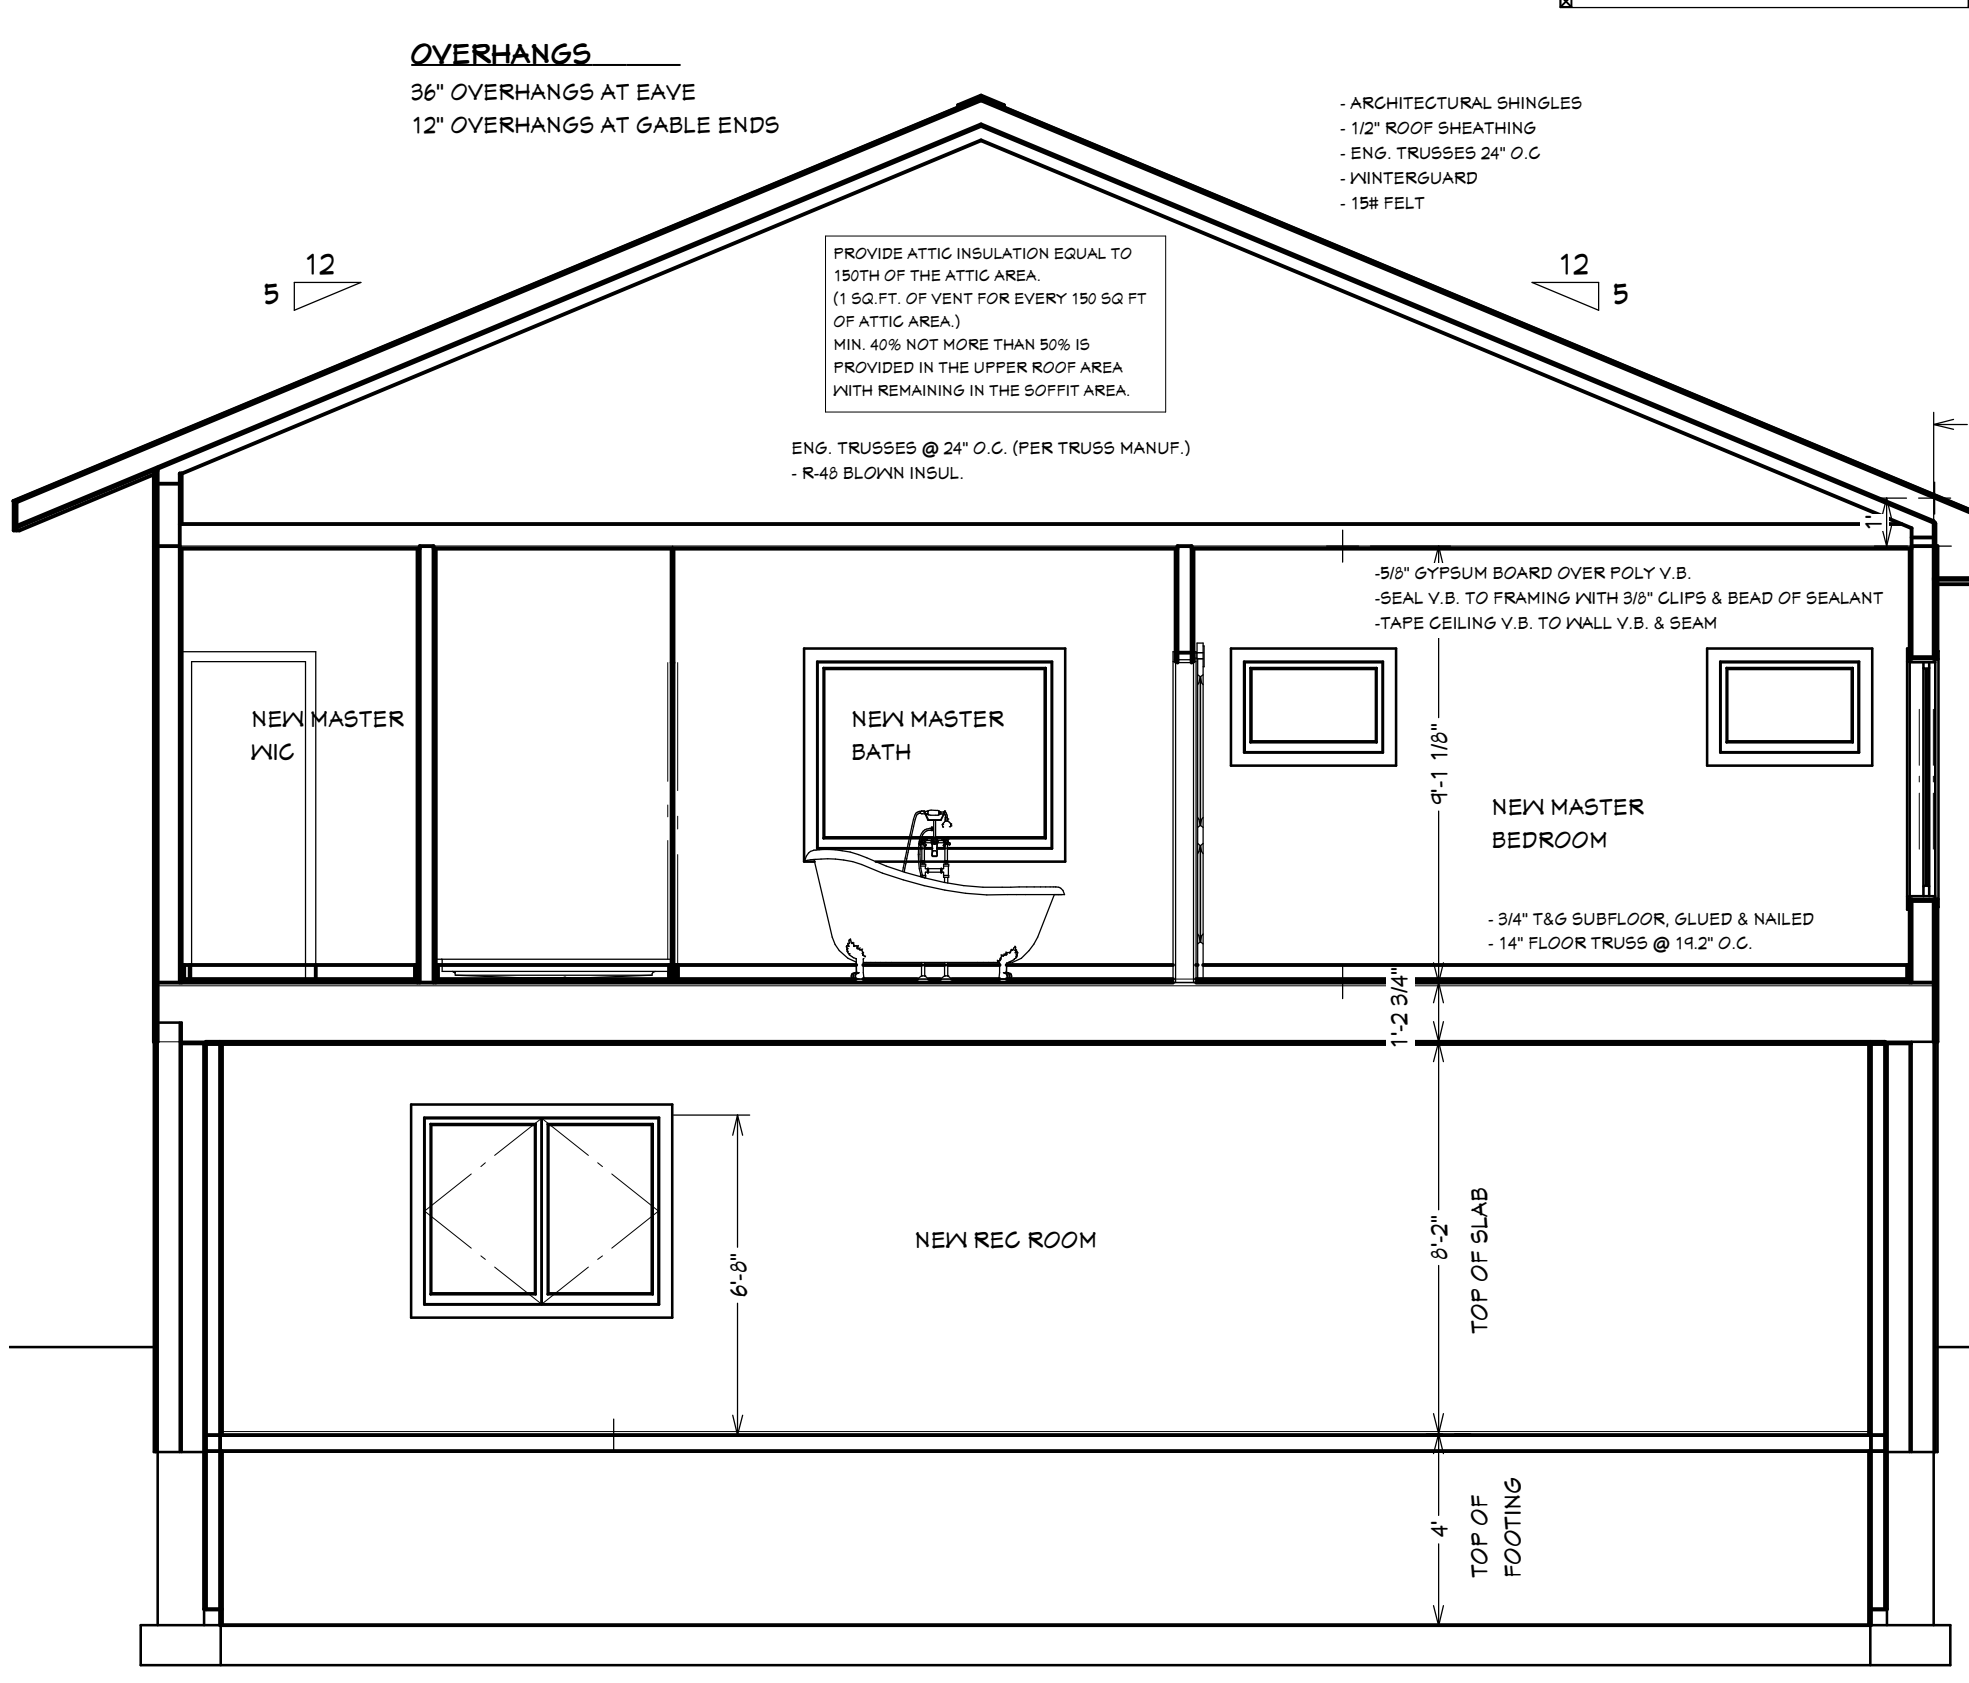 OVERHANGS
36" OVERHANGS AT EAVE
12" OVERHANGS AT GABLE ENDS
- ARCHITECTURAL SHINGLES
- 1/2" ROOF SHEATHING
- ENG. TRUSSES 24" O.C
- WINTERGUARD
- 15# FELT
12
5
12
5
PROVIDE ATTIC INSULATION EQUAL TO
150TH OF THE ATTIC AREA.
(1 SQ.FT. OF VENT FOR EVERY 150 SQ FT
OF ATTIC AREA.)
MIN. 40% NOT MORE THAN 50% IS
PROVIDED IN THE UPPER ROOF AREA
WITH REMAINING IN THE SOFFIT AREA.
ENG. TRUSSES @ 24" O.C. (PER TRUSS MANUF.)
- R-48 BLOWN INSUL.
1'
-5/8" GYPSUM BOARD OVER POLY V.B.
-SEAL V.B. TO FRAMING WITH 3/8" CLIPS & BEAD OF SEALANT
-TAPE CEILING V.B. TO WALL V.B. & SEAM
NEW MASTER
WIC
NEW MASTER
BATH
9'-1 1/8"
NEW MASTER
BEDROOM
- 3/4" T&G SUBFLOOR, GLUED & NAILED
- 14" FLOOR TRUSS @ 19.2" O.C.
1'-2 3/4"
6'-8"
NEW REC ROOM
8'-2"
TOP OF SLAB
4'
TOP OF
FOOTING